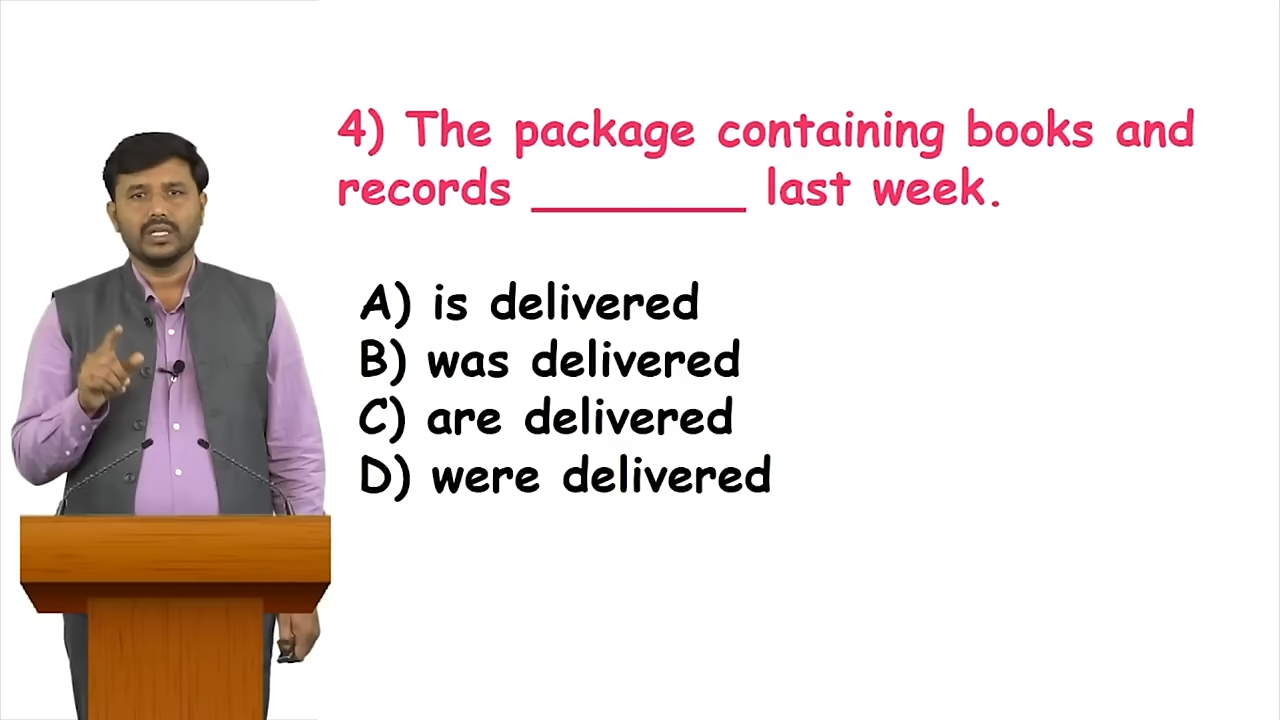 4) The package containing books and
records ________ last week.
A) is delivered
B) was delivered
C) are delivered
D) were delivered